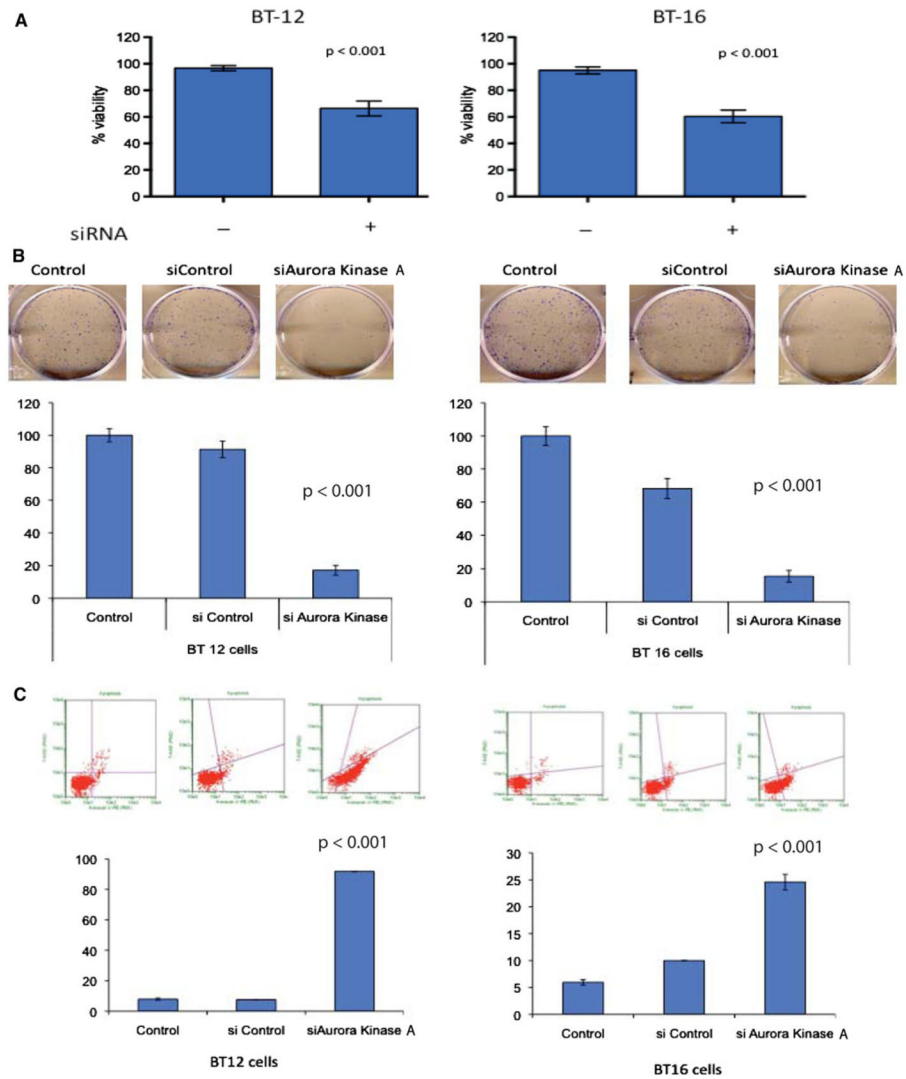 A
BT-12
BT-16
120
100
80
60
40
20
0
% viability
p < 0.001
120
100
80
60
40
20
0
% viability
p < 0.001
siRNA
– +
– +
B
Control siControl siAurora Kinase A
Control siControl siAurora Kinase A
120
100
80
60
40
20
0
p < 0.001
Control si Control si Aurora Kinase
BT 12 cells
120
100
80
60
40
20
0
p < 0.001
Control si Control si Aurora Kinase
BT 16 cells
C
100
80
60
40
20
0
p < 0.001
Control si Control siAurora Kinase A
BT12 cells
30
25
20
15
10
5
0
p < 0.001
Control si Control si Aurora Kinase A
BT16 cells